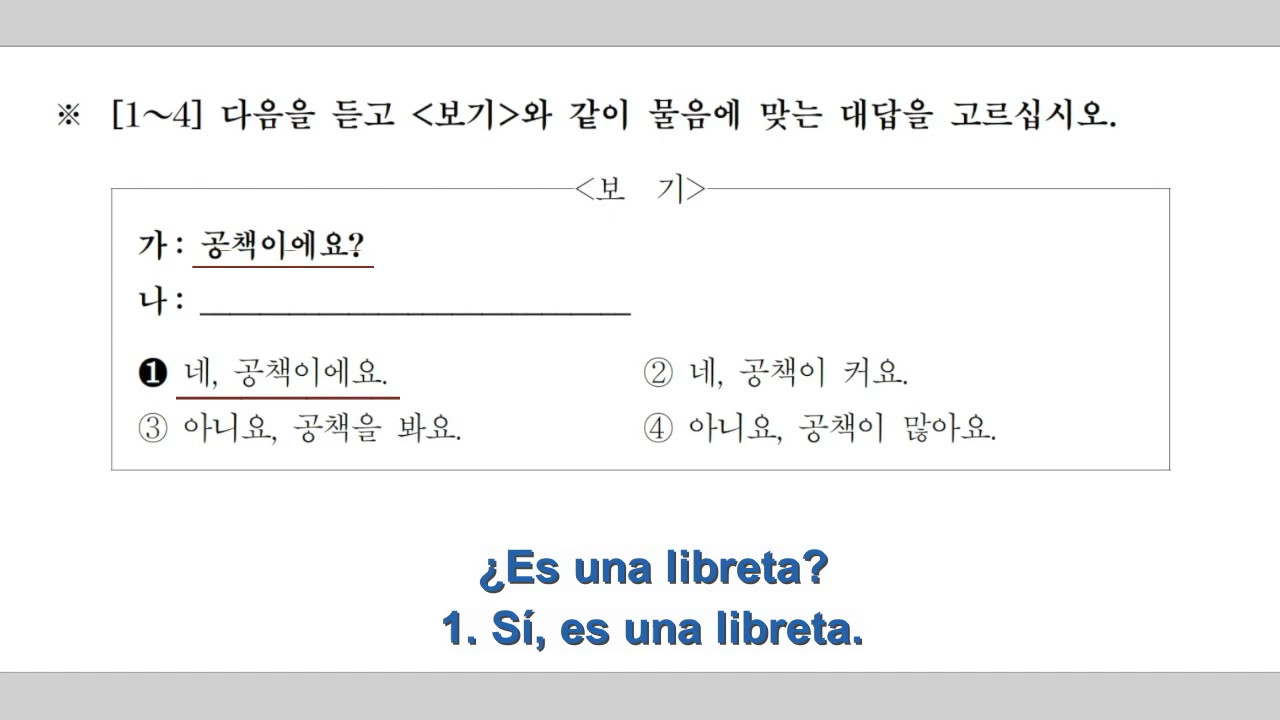 ※ [1～4] 다음을 듣고 <보기>와 같이 물음에 맞는 대답을 고르십시오.
<보 기>
가: 공책이에요?
나: ______________________________
❶ 네, 공책이에요. ② 네, 공책이 커요.
③ 아니요, 공책을 봐요. ④ 아니요, 공책이 많아요.
¿Es una libreta?
1. Sí, es una libreta.